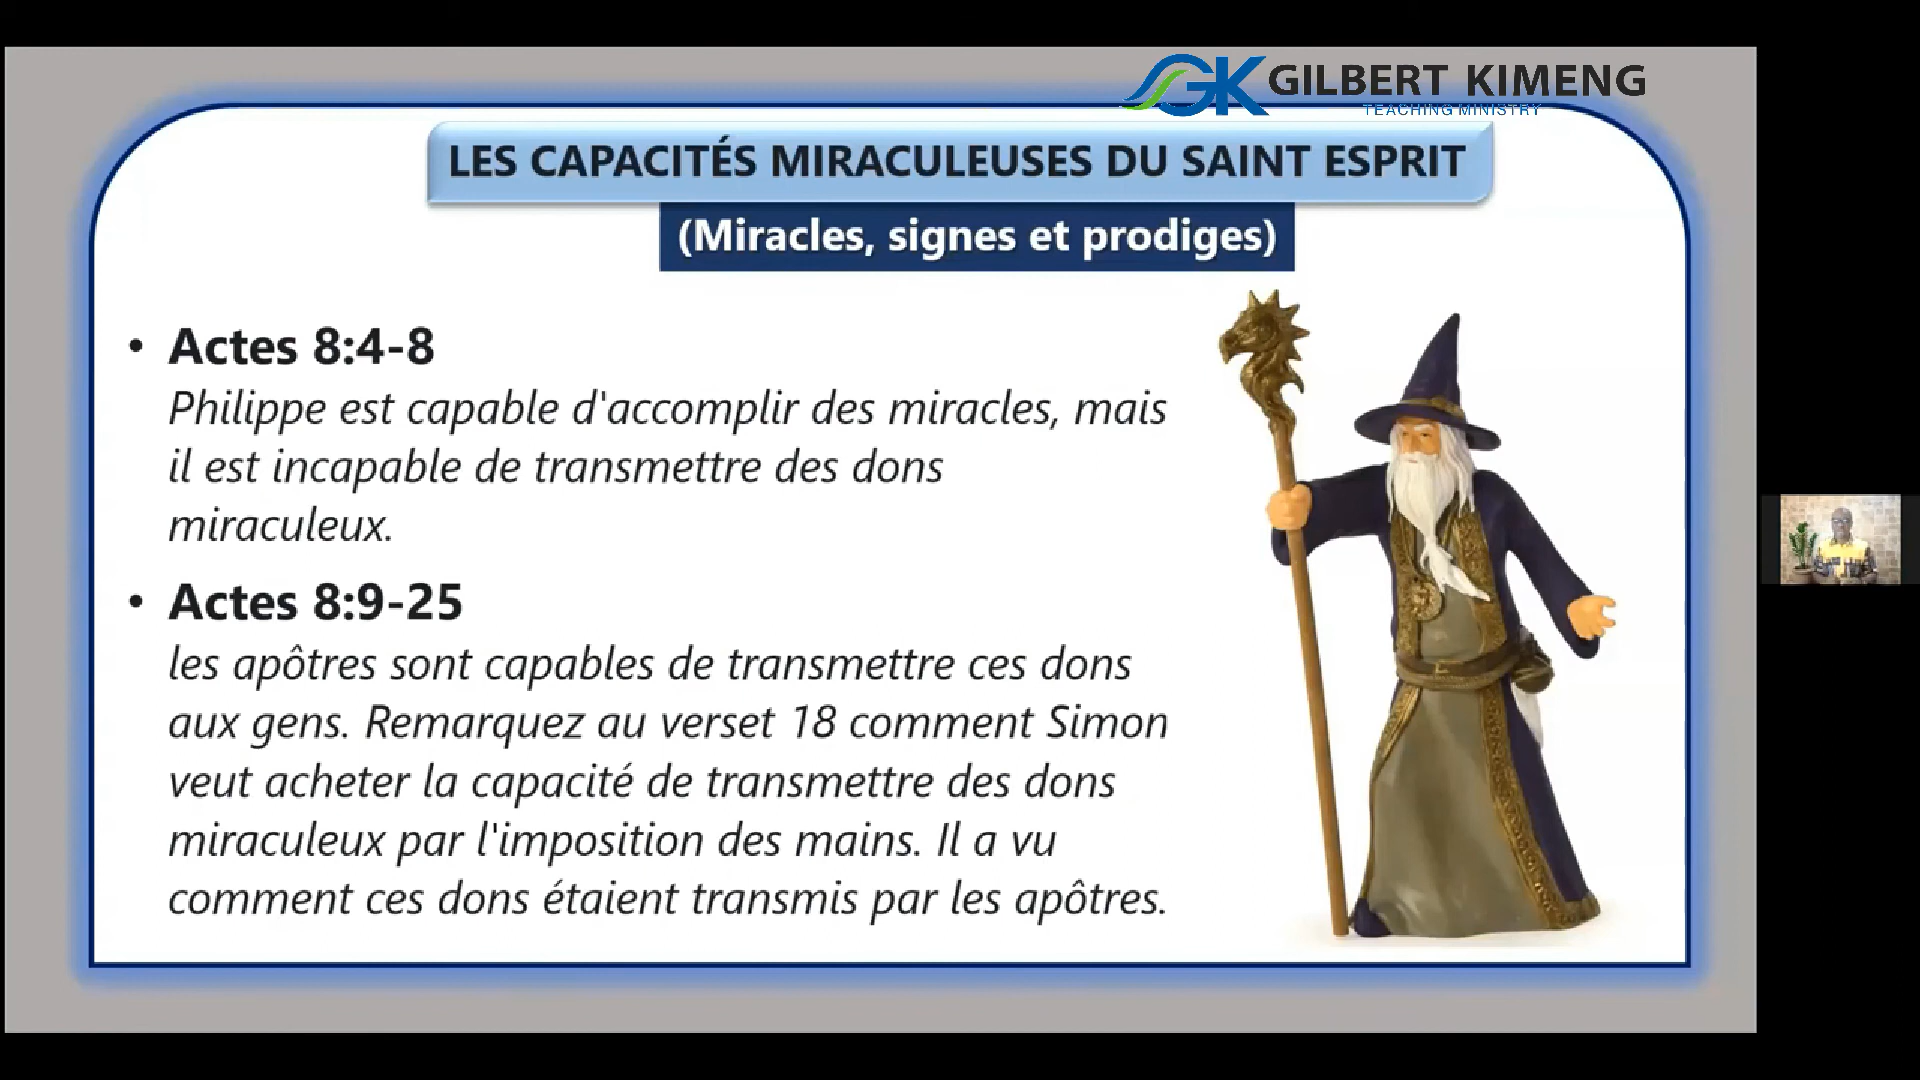 GK GILBERT KIMENG
TEACHING MINISTRY
LES CAPACITÉS MIRACULEUSES DU SAINT ESPRIT
(Miracles, signes et prodiges)
• Actes 8:4-8
Philippe est capable d'accomplir des miracles, mais
il est incapable de transmettre des dons
miraculeux.
• Actes 8:9-25
les apôtres sont capables de transmettre ces dons
aux gens. Remarquez au verset 18 comment Simon
veut acheter la capacité de transmettre des dons
miraculeux par l'imposition des mains. Il a vu
comment ces dons étaient transmis par les apôtres.